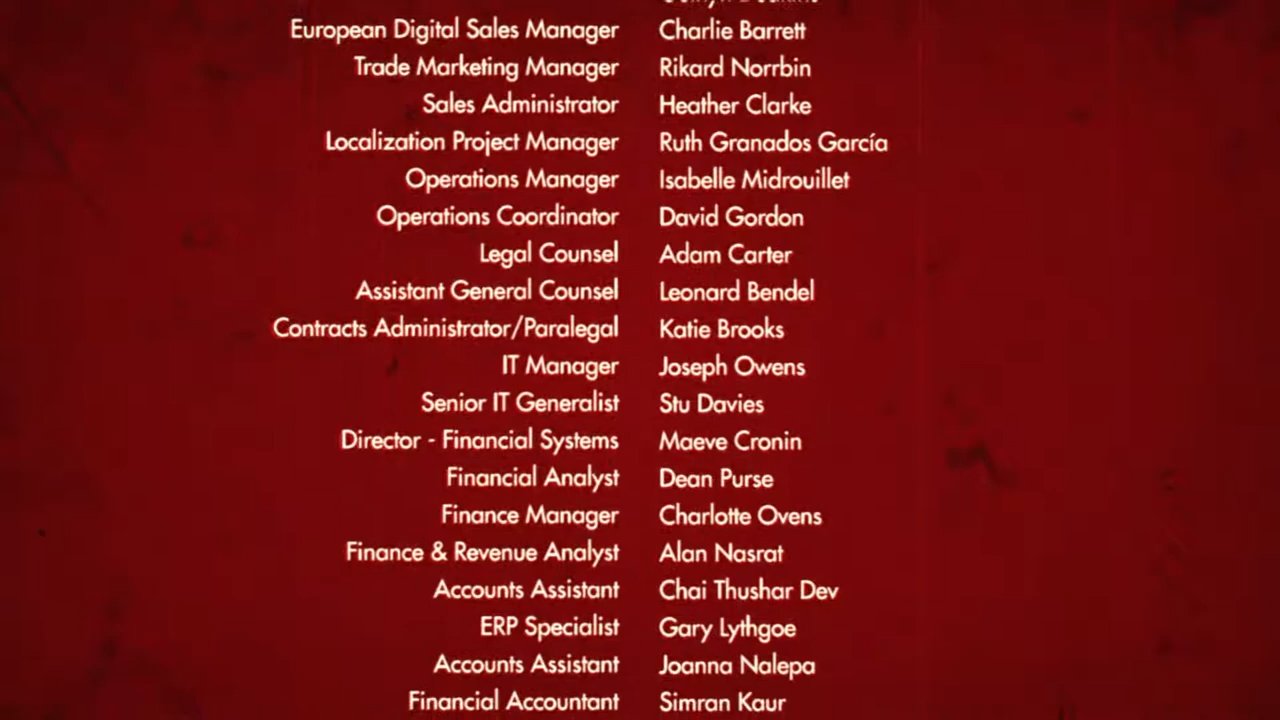 European Digital Sales Manager Charlie Barrett
Trade Marketing Manager Rikard Norrbin
Sales Administrator Heather Clarke
Localization Project Manager Ruth Granados García
Operations Manager Isabelle Midrouillet
Operations Coordinator David Gordon
Legal Counsel Adam Carter
Assistant General Counsel Leonard Bendel
Contracts Administrator/Paralegal Katie Brooks
IT Manager Joseph Owens
Senior IT Generalist Stu Davies
Director - Financial Systems Maeve Cronin
Financial Analyst Dean Purse
Finance Manager Charlotte Ovens
Finance & Revenue Analyst Alan Nasrat
Accounts Assistant Chai Thushar Dev
ERP Specialist Gary Lythgoe
Accounts Assistant Joanna Nalepa
Financial Accountant Simran Kaur